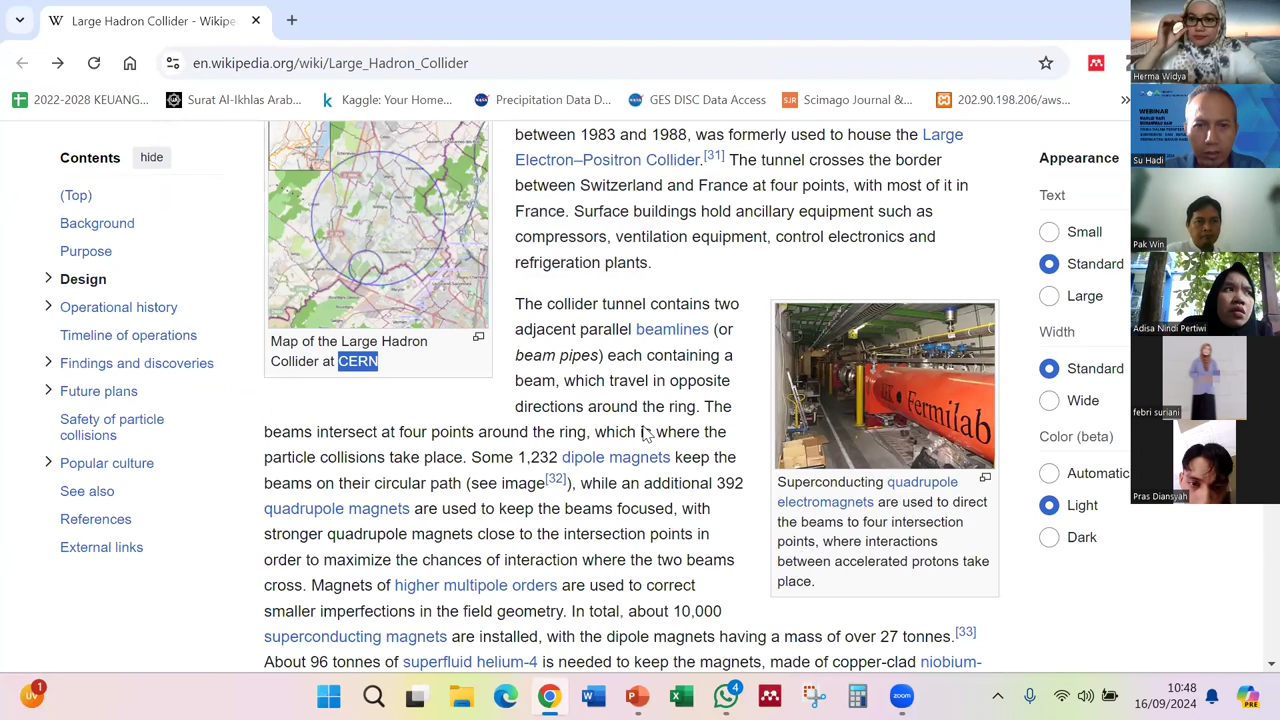 Large Hadron Collider - Wikipe
en.wikipedia.org/wiki/Large_Hadron_Collider
2022-2028 KEUANG...
Surat Al-Ikhlas Arab...
Kaggle: Your Home...
Precipitation Data D...
GES DISC Data Access
SJR
Scimago Journal &...
202.90.198.206/aws...
Contents
hide
(Top)
Background
Purpose
Design
Operational history
Timeline of operations
Findings and discoveries
Future plans
Safety of particle
collisions
Popular culture
See also
References
External links
Map of the Large Hadron
Collider at CERN
between 1983 and 1988, was formerly used to house the Large
Electron–Positron Collider.[31] The tunnel crosses the border
between Switzerland and France at four points, with most of it in
France. Surface buildings hold ancillary equipment such as
compressors, ventilation equipment, control electronics and
refrigeration plants.
The collider tunnel contains two
adjacent parallel beamlines (or
beam pipes) each containing a
beam, which travel in opposite
directions around the ring. The
beams intersect at four points around the ring, which is where the
particle collisions take place. Some 1,232 dipole magnets keep the
beams on their circular path (see image[32]), while an additional 392
quadrupole magnets are used to keep the beams focused, with
stronger quadrupole magnets close to the intersection points in
order to maximize the chances of interaction where the two beams
cross. Magnets of higher multipole orders are used to correct
smaller imperfections in the field geometry. In total, about 10,000
superconducting magnets are installed, with the dipole magnets having a mass of over 27 tonnes.[33]
About 96 tonnes of superfluid helium-4 is needed to keep the magnets, made of copper-clad niobium-
Fermilab
Superconducting quadrupole
electromagnets are used to direct
the beams to four intersection
points, where interactions
between accelerated protons take
place.
Appearance
Text
Small
Standard
Large
Width
Standard
Wide
Color (beta)
Automatic
Light
Dark
Herma Widya
WEBINAR
Su Hadi
Pak Win
Adisa Nindi Pertiwi
febri suriani
Pras Diansyah
UV
1
4
zoom
10:48
16/09/2024
PRE